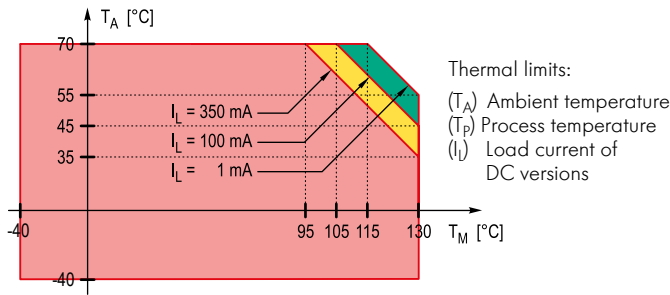 T_A [°C]
70
55
45
35
I_L = 350 mA
I_L = 100 mA
I_L = 1 mA
-40
95 105 115 130 T_M [°C]
-40
Thermal limits:
(T_A) Ambient temperature
(T_P) Process temperature
(I_L) Load current of
DC versions